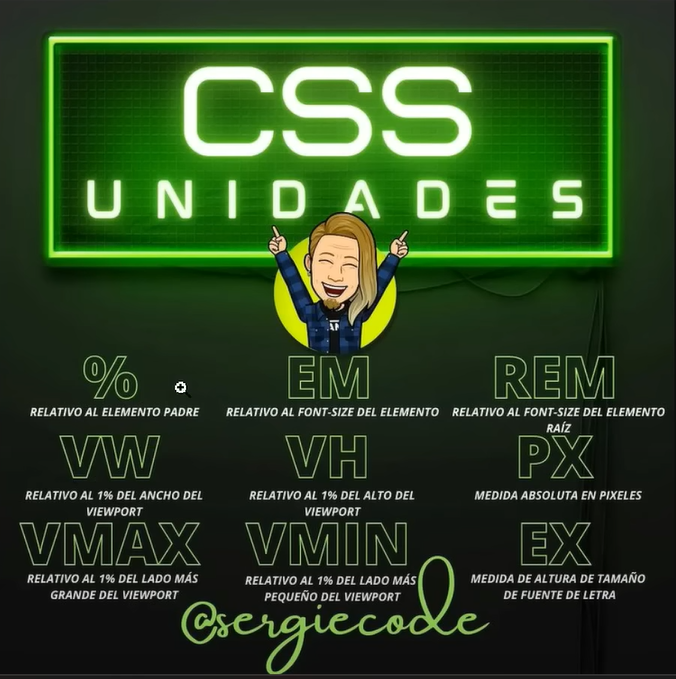 CSS
UNIDADES
%
RELATIVO AL ELEMENTO PADRE
EM
RELATIVO AL FONT-SIZE DEL ELEMENTO
REM
RELATIVO AL FONT-SIZE DEL ELEMENTO
RAÍZ
VW
RELATIVO AL 1% DEL ANCHO DEL
VIEWPORT
VH
RELATIVO AL 1% DEL ALTO DEL
VIEWPORT
PX
MEDIDA ABSOLUTA EN PIXELES
VMAX
RELATIVO AL 1% DEL LADO MÁS
GRANDE DEL VIEWPORT
VMIN
RELATIVO AL 1% DEL LADO MÁS
PEQUEÑO DEL VIEWPORT
EX
MEDIDA DE ALTURA DE TAMAÑO
DE FUENTE DE LETRA
@sergiecode